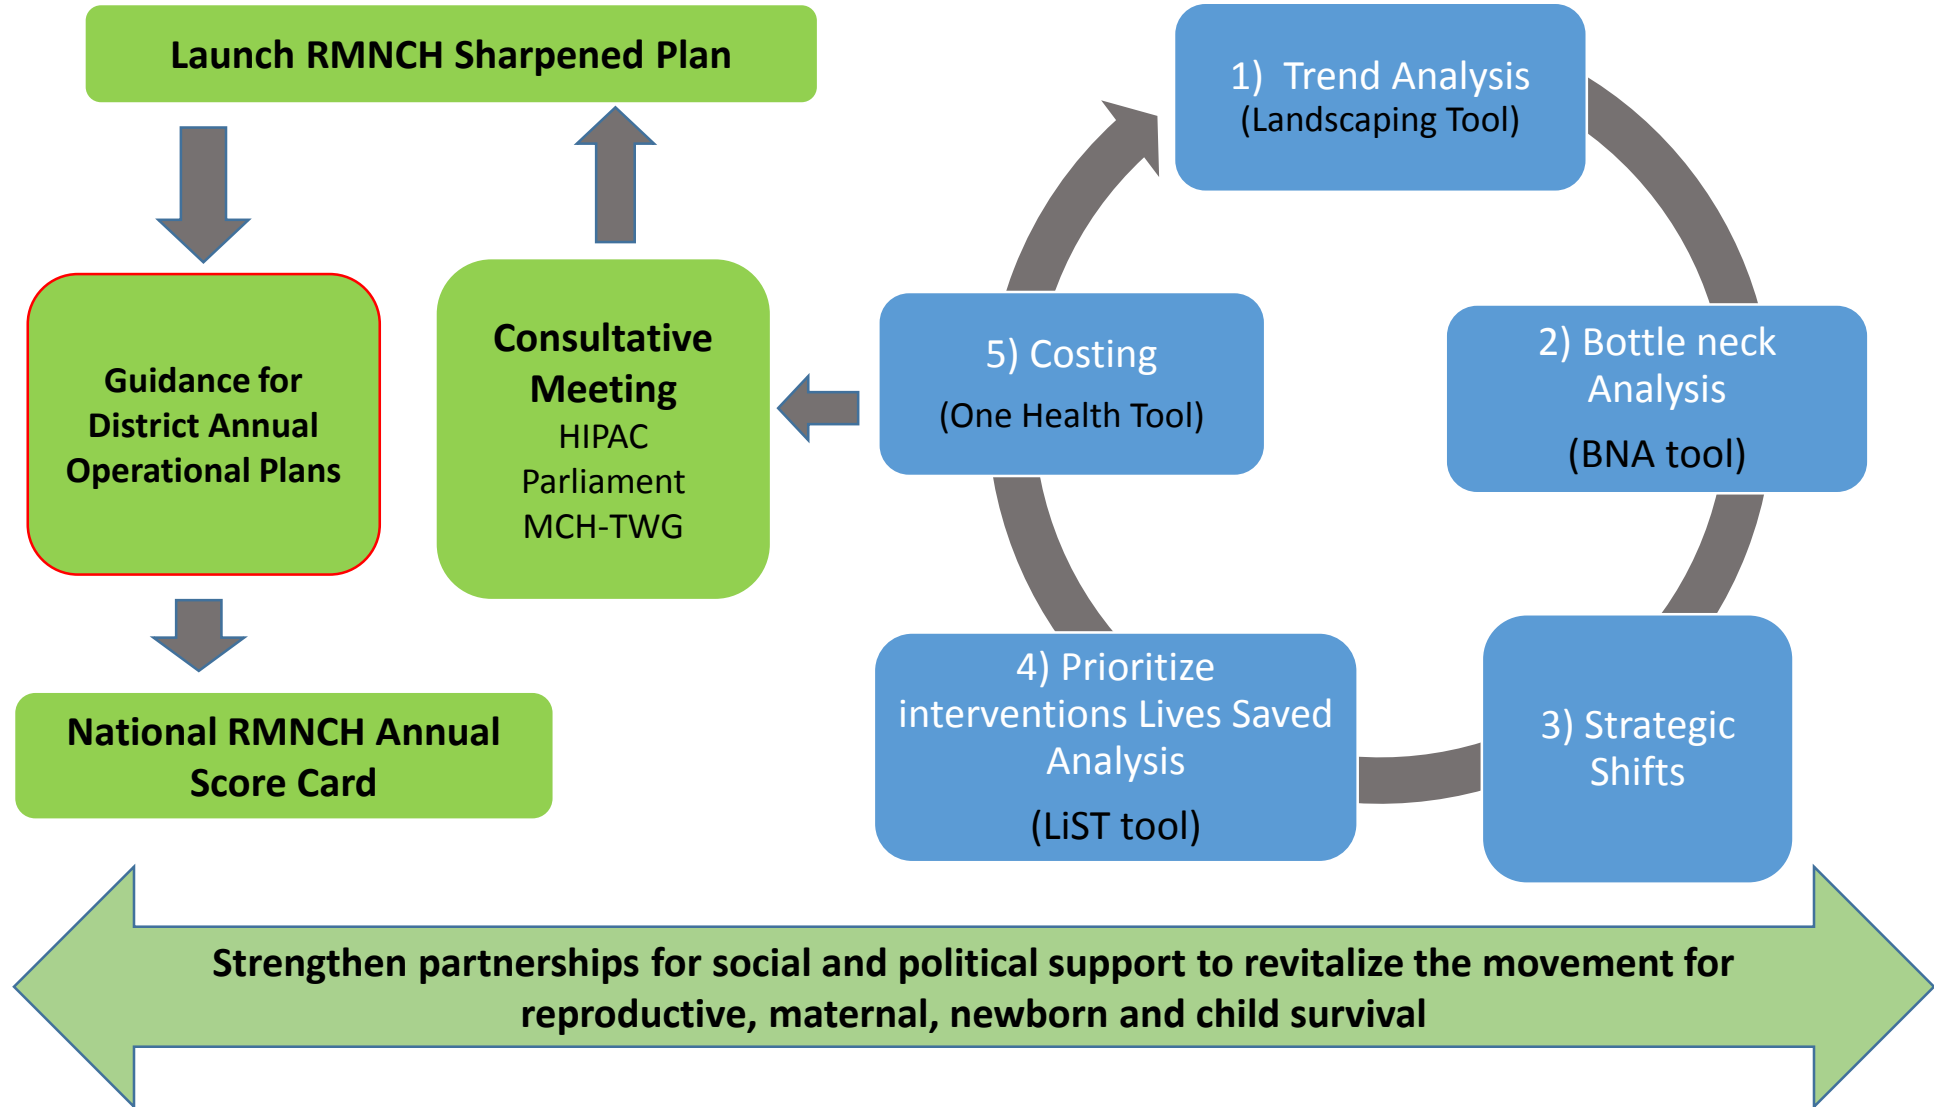 Launch RMNCH Sharpened Plan
Guidance for
District Annual
Operational Plans
National RMNCH Annual
Score Card
Consultative
Meeting
HIPAC
Parliament
MCH-TWG
1) Trend Analysis
(Landscaping Tool)
2) Bottle neck
Analysis
(BNA tool)
3) Strategic
Shifts
4) Prioritize
interventions Lives Saved
Analysis
(LiST tool)
5) Costing
(One Health Tool)
Strengthen partnerships for social and political support to revitalize the movement for
reproductive, maternal, newborn and child survival